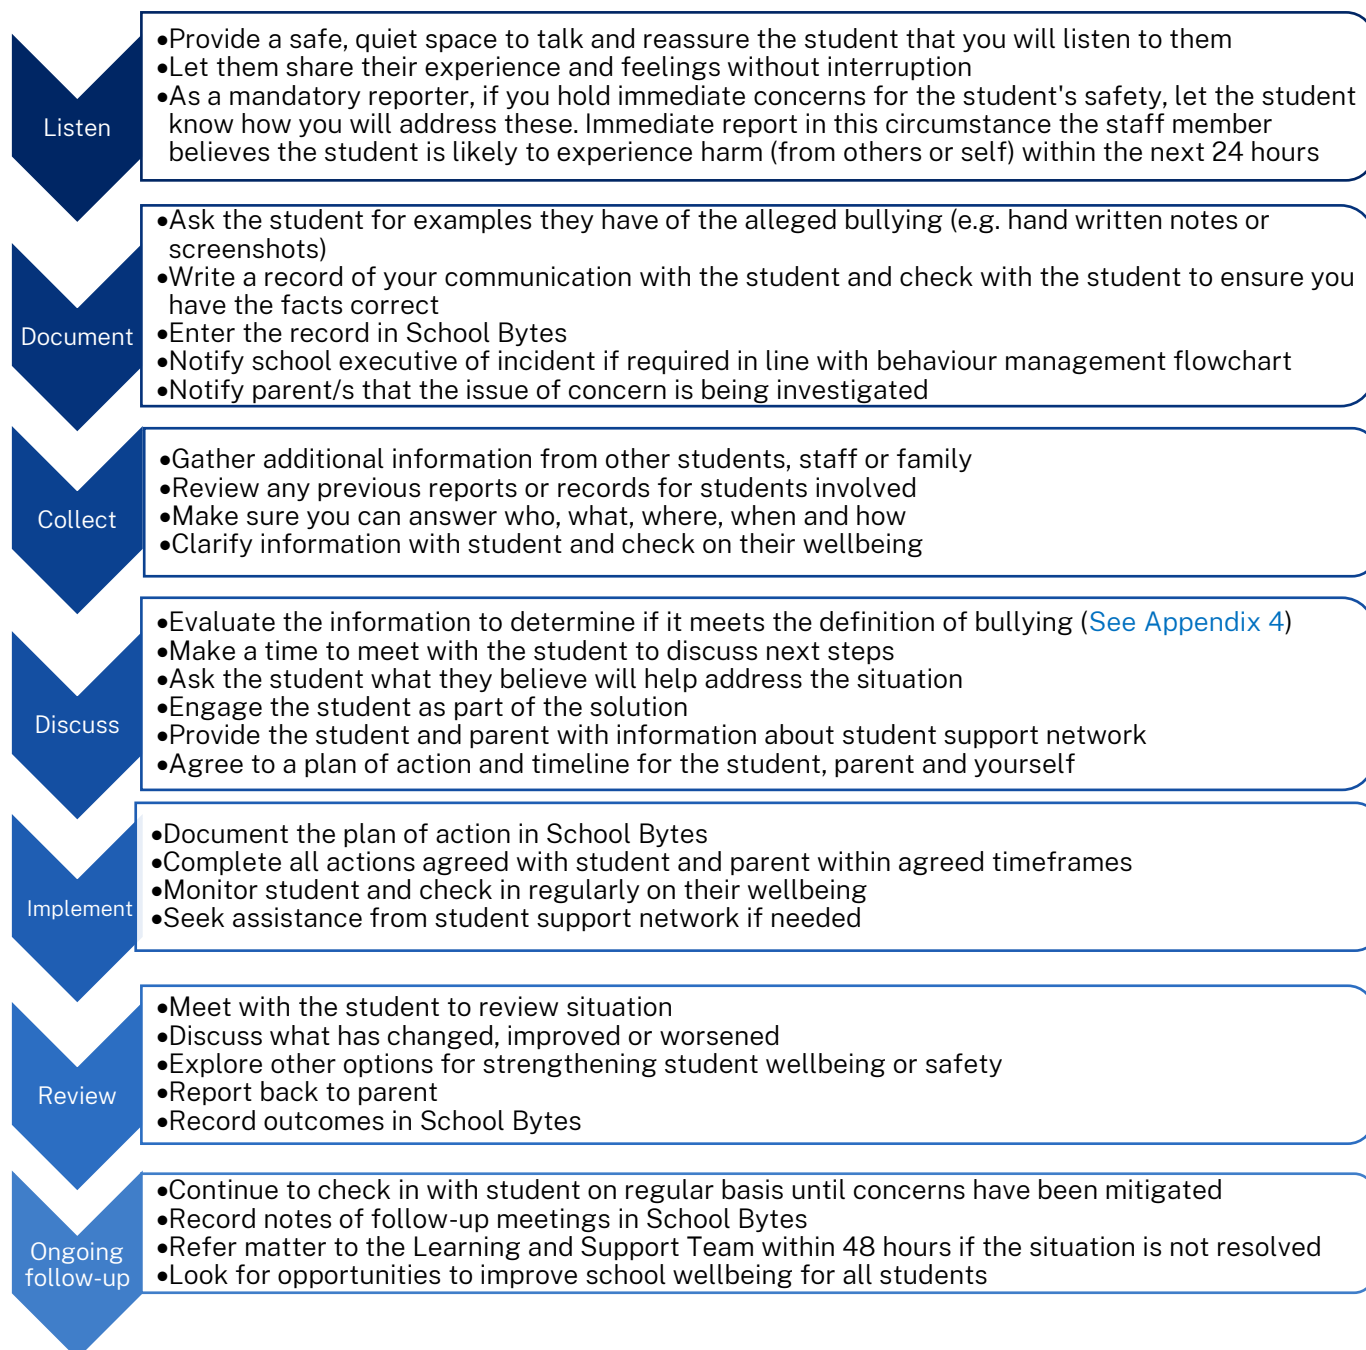 Listen
•Provide a safe, quiet space to talk and reassure the student that you will listen to them
•Let them share their experience and feelings without interruption
•As a mandatory reporter, if you hold immediate concerns for the student's safety, let the student
know how you will address these. Immediate report in this circumstance the staff member
believes the student is likely to experience harm (from others or self) within the next 24 hours
Document
•Ask the student for examples they have of the alleged bullying (e.g. hand written notes or
screenshots)
•Write a record of your communication with the student and check with the student to ensure you
have the facts correct
•Enter the record in School Bytes
•Notify school executive of incident if required in line with behaviour management flowchart
•Notify parent/s that the issue of concern is being investigated
Collect
•Gather additional information from other students, staff or family
•Review any previous reports or records for students involved
•Make sure you can answer who, what, where, when and how
•Clarify information with student and check on their wellbeing
Discuss
•Evaluate the information to determine if it meets the definition of bullying (See Appendix 4)
•Make a time to meet with the student to discuss next steps
•Ask the student what they believe will help address the situation
•Engage the student as part of the solution
•Provide the student and parent with information about student support network
•Agree to a plan of action and timeline for the student, parent and yourself
Implement
•Document the plan of action in School Bytes
•Complete all actions agreed with student and parent within agreed timeframes
•Monitor student and check in regularly on their wellbeing
•Seek assistance from student support network if needed
Review
•Meet with the student to review situation
•Discuss what has changed, improved or worsened
•Explore other options for strengthening student wellbeing or safety
•Report back to parent
•Record outcomes in School Bytes
Ongoing
follow-up
•Continue to check in with student on regular basis until concerns have been mitigated
•Record notes of follow-up meetings in School Bytes
•Refer matter to the Learning and Support Team within 48 hours if the situation is not resolved
•Look for opportunities to improve school wellbeing for all students